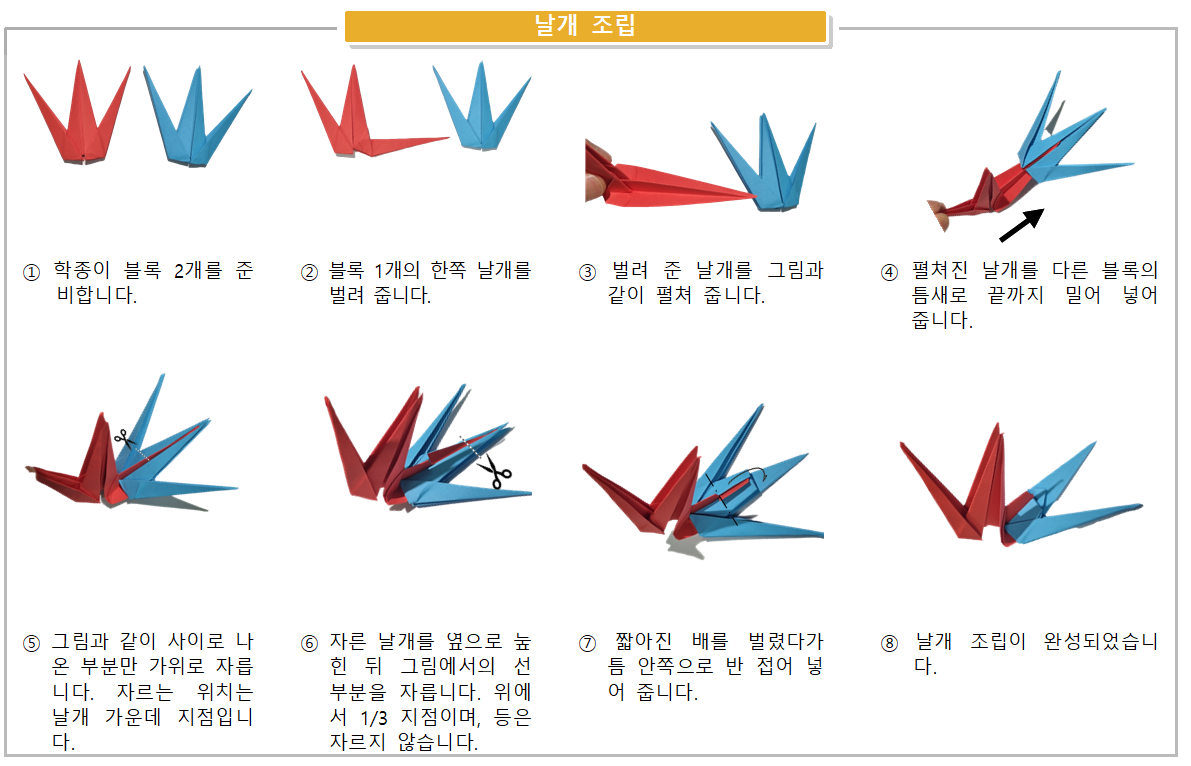 날개 조립
① 학종이 블록 2개를 준
비합니다.
② 블록 1개의 한쪽 날개를
벌려 줍니다.
③ 벌려 준 날개를 그림과
같이 펼쳐 줍니다.
④ 펼쳐진 날개를 다른 블록의
틈새로 끝까지 밀어 넣어
줍니다.
⑤ 그림과 같이 사이로 나
온 부분만 가위로 자릅
니다. 자르는 위치는
날개 가운데 지점입니
다.
⑥ 자른 날개를 옆으로 눞
힌 뒤 그림에서의 선
부분을 자릅니다. 위에
서 1/3 지점이며, 등은
자르지 않습니다.
⑦ 짧아진 배를 벌렸다가
틈 안쪽으로 반 접어 넣
어 줍니다.
⑧ 날개 조립이 완성되었습니
다.